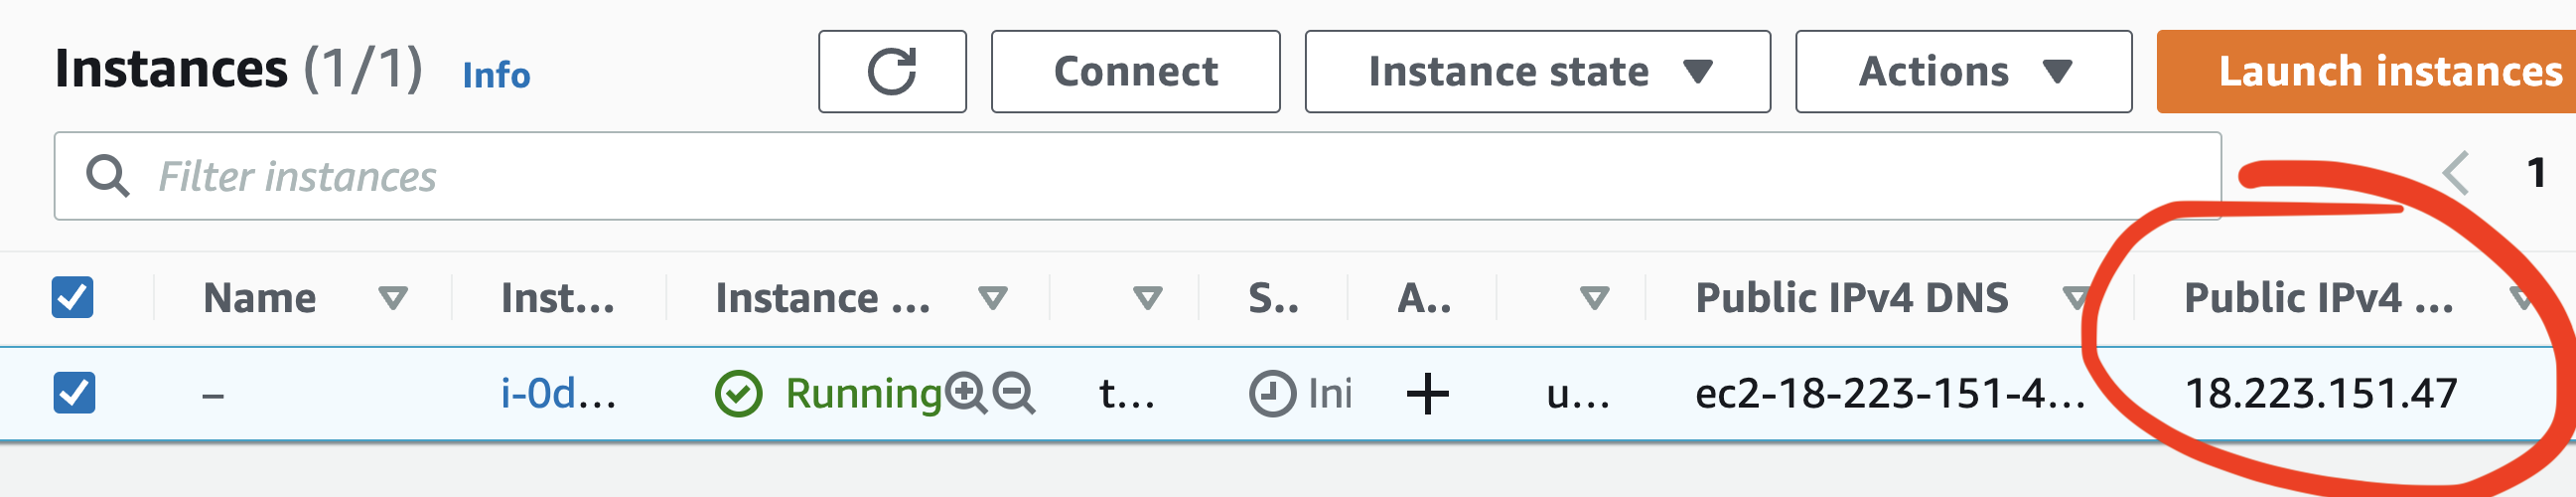 Instances (1/1) Info Connect Instance state Actions Launch instances
Filter instances 1
Name Inst... Instance ... S.. A.. Public IPv4 DNS Public IPv4 ...
– i-0d... Running t... Ini u... ec2-18-223-151-4... 18.223.151.47